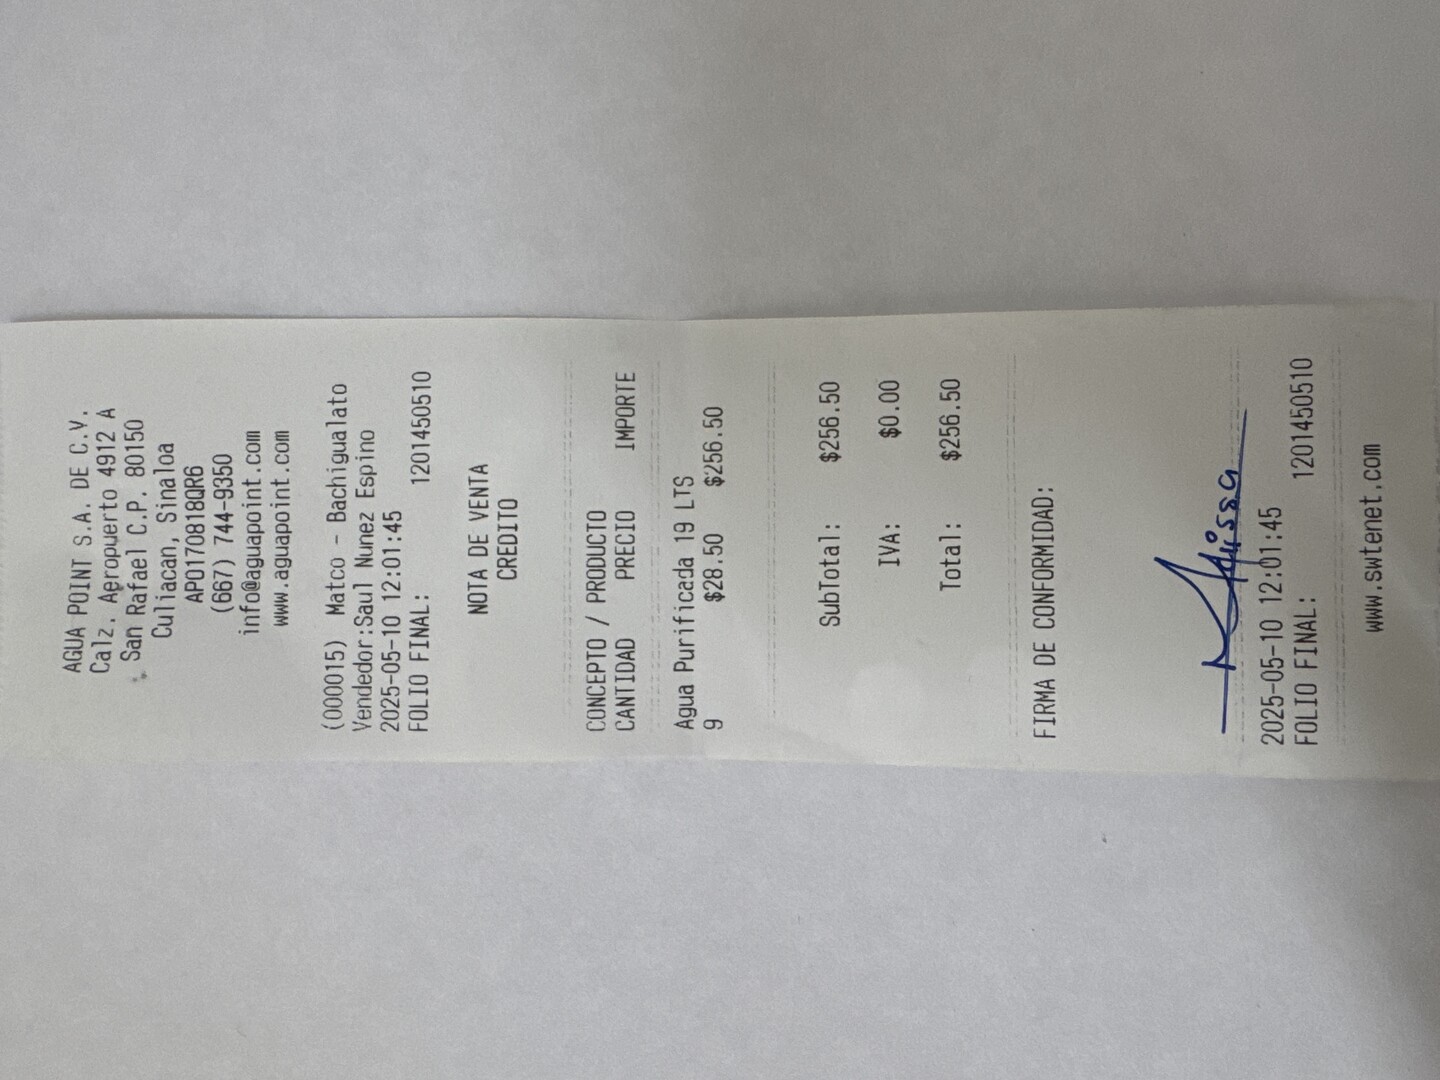 AGUA POINT S.A. DE C.V.
Calz. Aeropuerto 4912 A
San Rafael C.P. 80150
Culiacan, Sinaloa
APO170818QR6
(667) 744-9350
info@aguapoint.com
www.aguapoint.com
(000015) Matco - Bachigualato
Vendedor:Saul Nunez Espino
2025-05-10 12:01:45
FOLIO FINAL: 1201450510
NOTA DE VENTA
CREDITO
CONCEPTO / PRODUCTO
CANTIDAD PRECIO IMPORTE
Agua Purificada 19 LTS
9 $28.50 $256.50
SubTotal: $256.50
IVA: $0.00
Total: $256.50
FIRMA DE CONFORMIDAD:
2025-05-10 12:01:45
FOLIO FINAL: 1201450510
www.swtenet.com